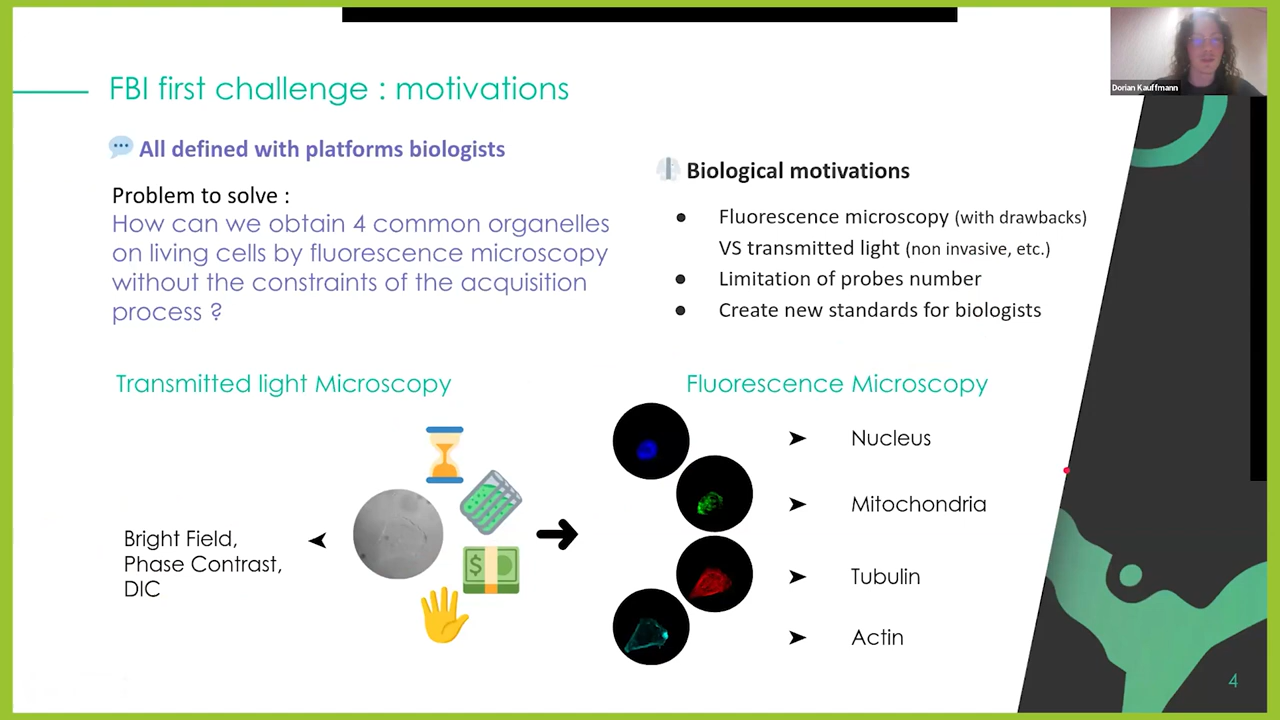 FBI first challenge : motivations
Dorian Kauffmann
All defined with platforms biologists
Problem to solve :
How can we obtain 4 common organelles
on living cells by fluorescence microscopy
without the constraints of the acquisition
process ?
Biological motivations
● Fluorescence microscopy (with drawbacks)
VS transmitted light (non invasive, etc.)
● Limitation of probes number
● Create new standards for biologists
Transmitted light Microscopy
Bright Field,
Phase Contrast,
DIC
Fluorescence Microscopy
Nucleus
Mitochondria
Tubulin
Actin
4